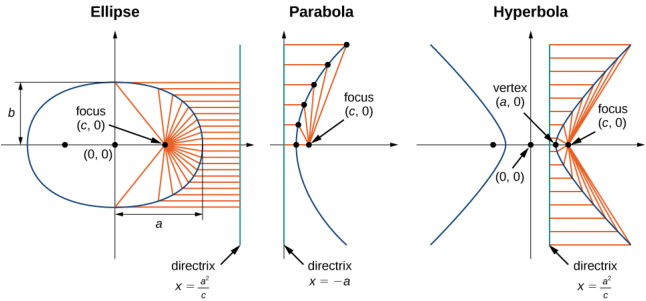 Ellipse
b
focus
(c, 0)
(0, 0)
a
directrix
x = a²/c
Parabola
focus
(c, 0)
directrix
x = −a
Hyperbola
vertex
(a, 0)
focus
(c, 0)
(0, 0)
directrix
x = a²/c